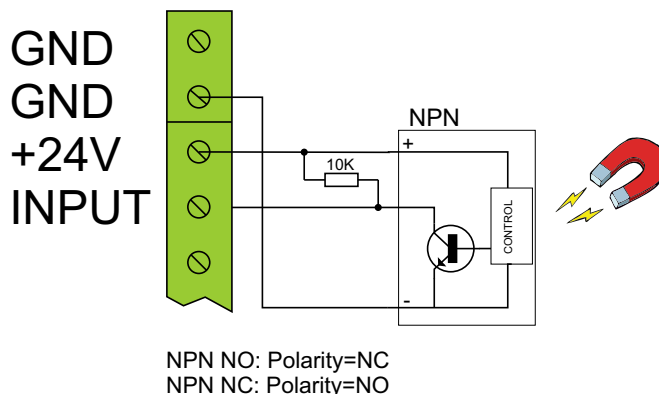 GND
GND
+24V
INPUT
NPN
+
10K
CONTROL
-
NPN NO: Polarity=NC
NPN NC: Polarity=NO